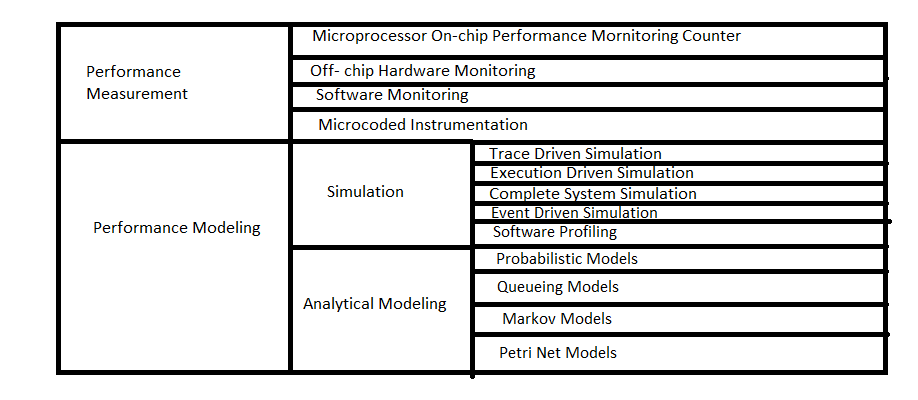 Performance
Measurement
Microprocessor On-chip Performance Mornitoring Counter
Off- chip Hardware Monitoring
Software Monitoring
Microcoded Instrumentation
Performance Modeling
Simulation
Trace Driven Simulation
Execution Driven Simulation
Complete System Simulation
Event Driven Simulation
Software Profiling
Analytical Modeling
Probabilistic Models
Queueing Models
Markov Models
Petri Net Models